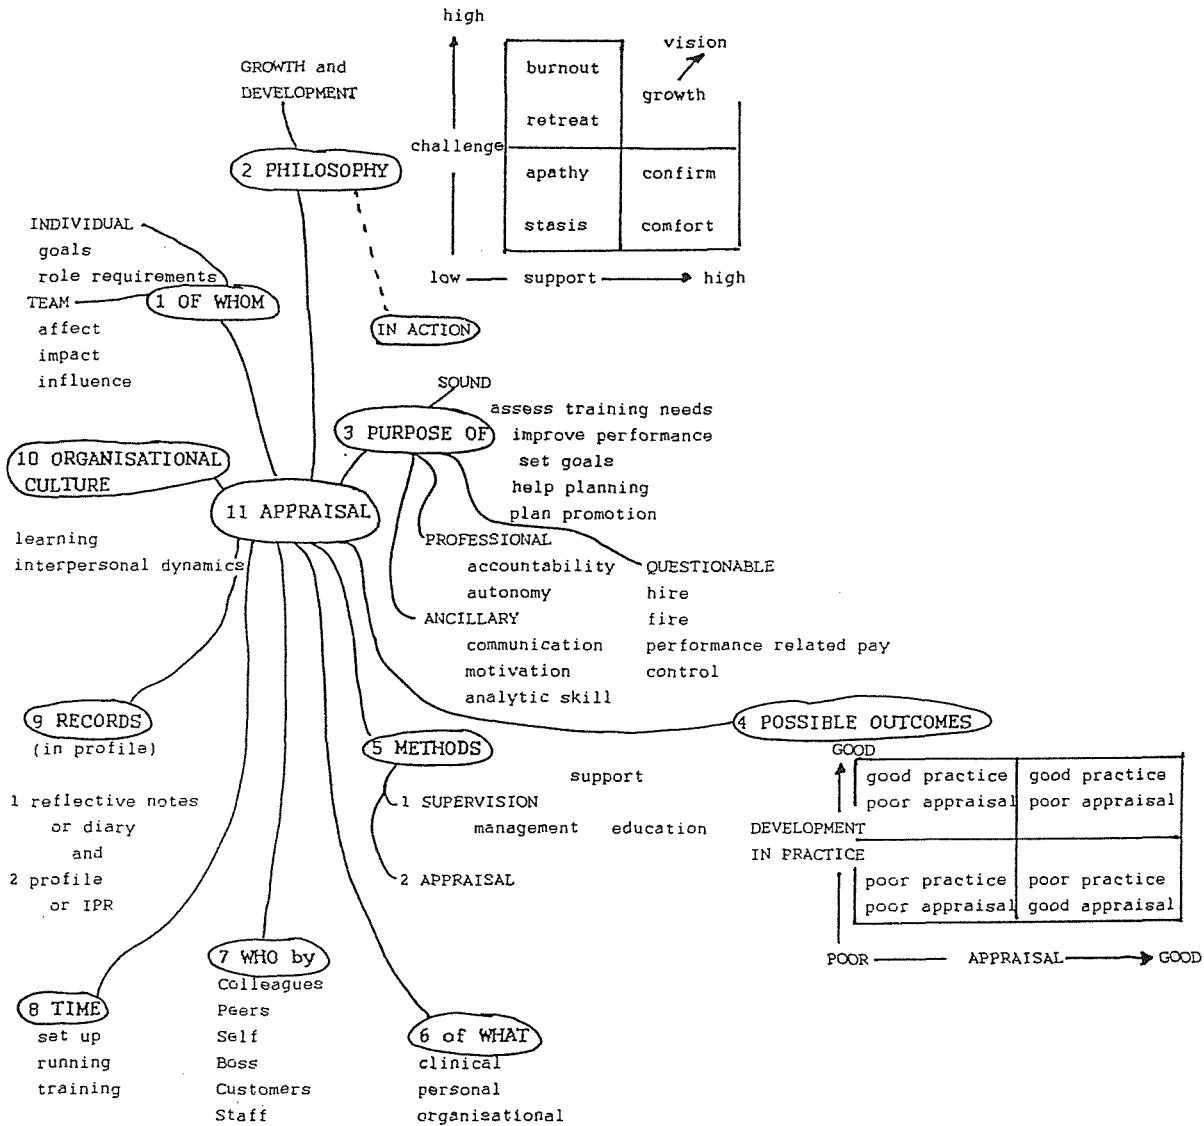 high
vision
GROWTH and
DEVELOPMENT
burnout
growth
retreat
challenge
2 PHILOSOPHY
apathy
confirm
stasis
comfort
low
support
high
INDIVIDUAL
goals
role requirements
TEAM
1 OF WHOM
affect
impact
influence
IN ACTION
SOUND
assess training needs
3 PURPOSE OF
improve performance
set goals
help planning
plan promotion
10 ORGANISATIONAL
CULTURE
11 APPRAISAL
learning
interpersonal dynamics
PROFESSIONAL
accountability
autonomy
QUESTIONABLE
hire
fire
performance related pay
control
ANCILLARY
communication
motivation
analytic skill
9 RECORDS
(in profile)
1 reflective notes
or diary
and
2 profile
or IPR
5 METHODS
support
1 SUPERVISION
management education
2 APPRAISAL
4 POSSIBLE OUTCOMES
GOOD
good practice
poor appraisal
good practice
poor appraisal
DEVELOPMENT
IN PRACTICE
poor practice
poor appraisal
poor practice
good appraisal
POOR
APPRAISAL
GOOD
7 WHO by
Colleagues
Peers
Self
Boss
Customers
Staff
8 TIME
set up
running
training
6 of WHAT
clinical
personal
organisational